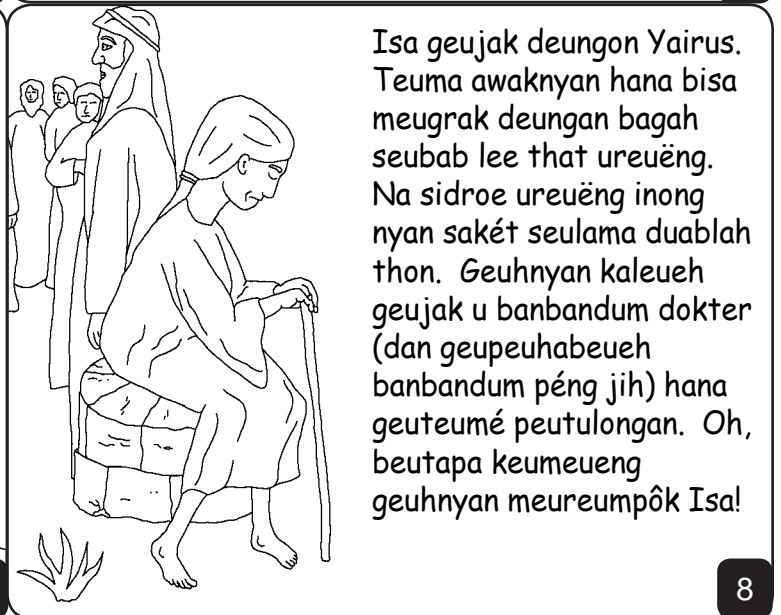 Isa geujak deungon Yairus.
Teuma awaknyan hana bisa
meugrak deungan bagah
seubab lee that ureuëng.
Na sidroe ureuëng inong
nyan sakét seulama duablah
thon.  Geuhnyan kaleueh
geujak u banbandum dokter
(dan geupeuhabeueh
banbandum péng jih) hana
geuteumé peutulongan.  Oh,
beutapa keumeueng
geuhnyan meureumpôk Isa!
8